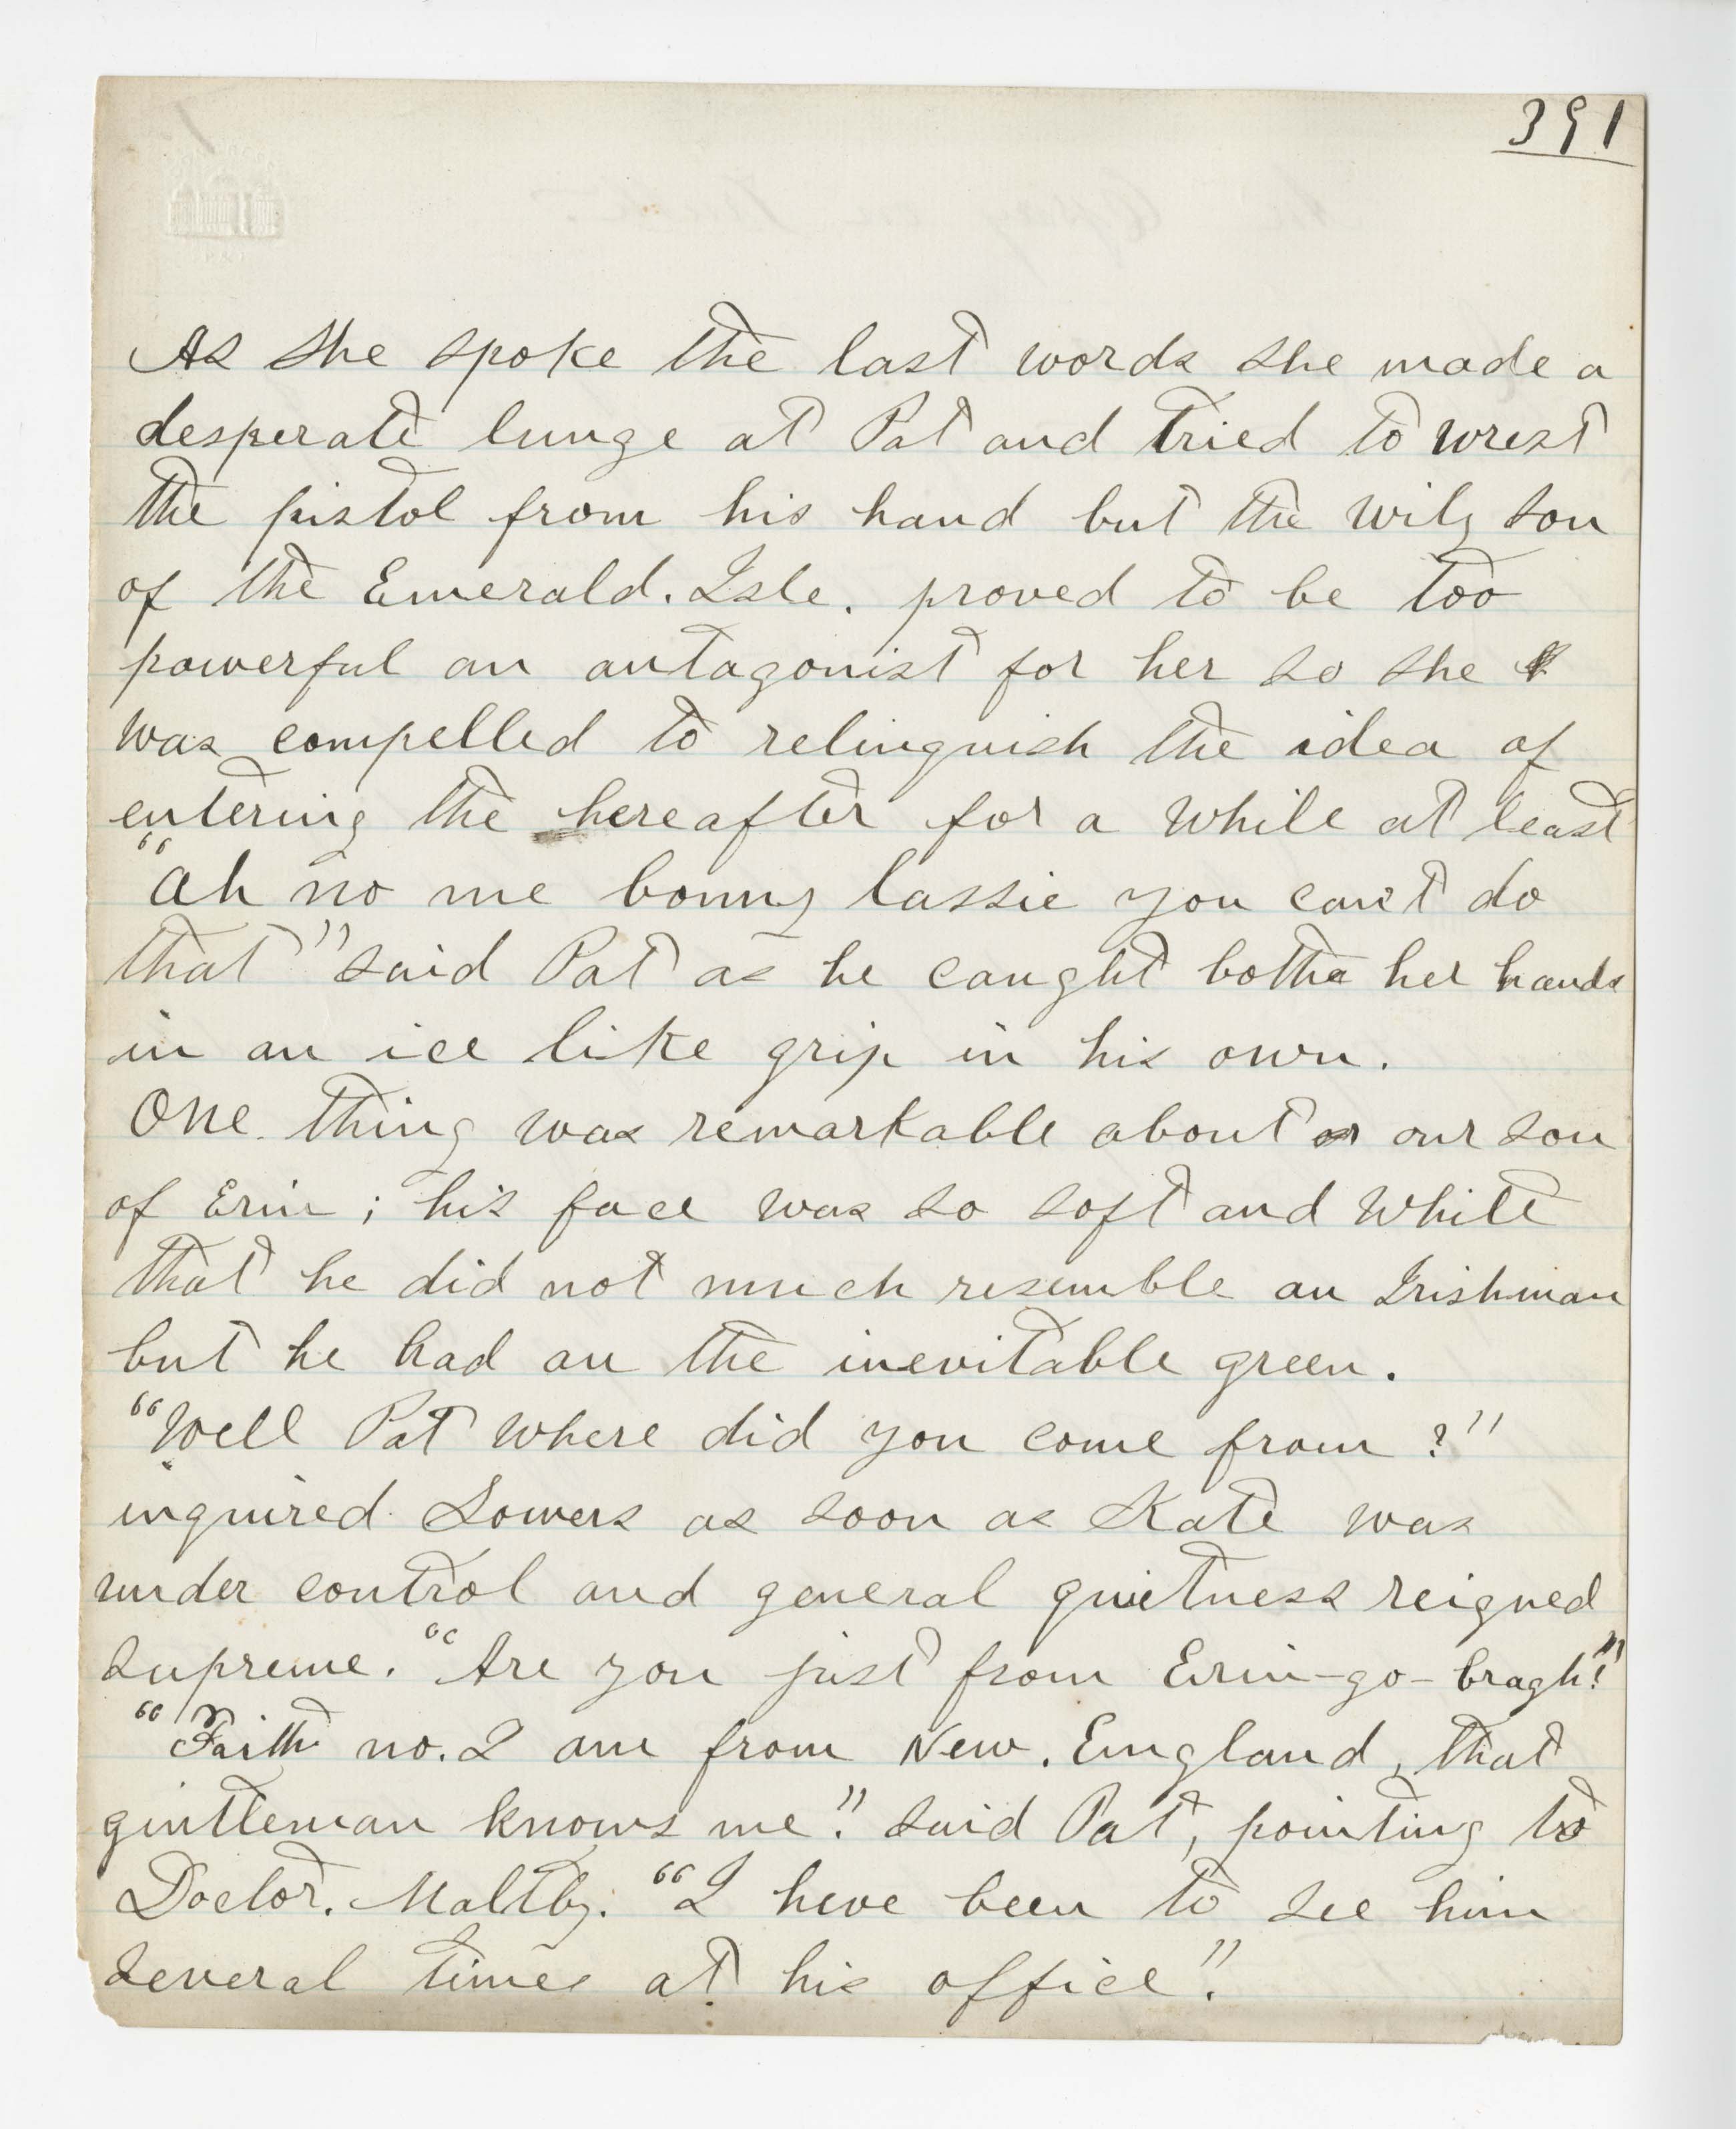 391
As she spoke the last words she made a
desperate lunge at Pat and tried to wrest
the pistol from his hand but the wily son
of the Emerald. Isle. proved to be too
powerful an antagonist for her so she
was compelled to relinquish the idea of
entering the hereafter for a while at least
"ah no me bonny lassie you can't do
that" said Pat as he caught both her hands
in an ice like grip in his own.
One thing was remarkable about our son
of Erin; his face was so soft and white
that he did not much resemble an Irishman
but he had an the inevitable green.
"Well Pat where did you come from?"
inquired Sowers as soon as Kate was
under control and general quietness reigned
supreme. "Are you just from Erin-go-bragh?"
"Faith no. I am from New. England, that
gintleman knows me." said Pat, pointing to
Doctor. Maltby. "I heve been to see him
several times at his office".